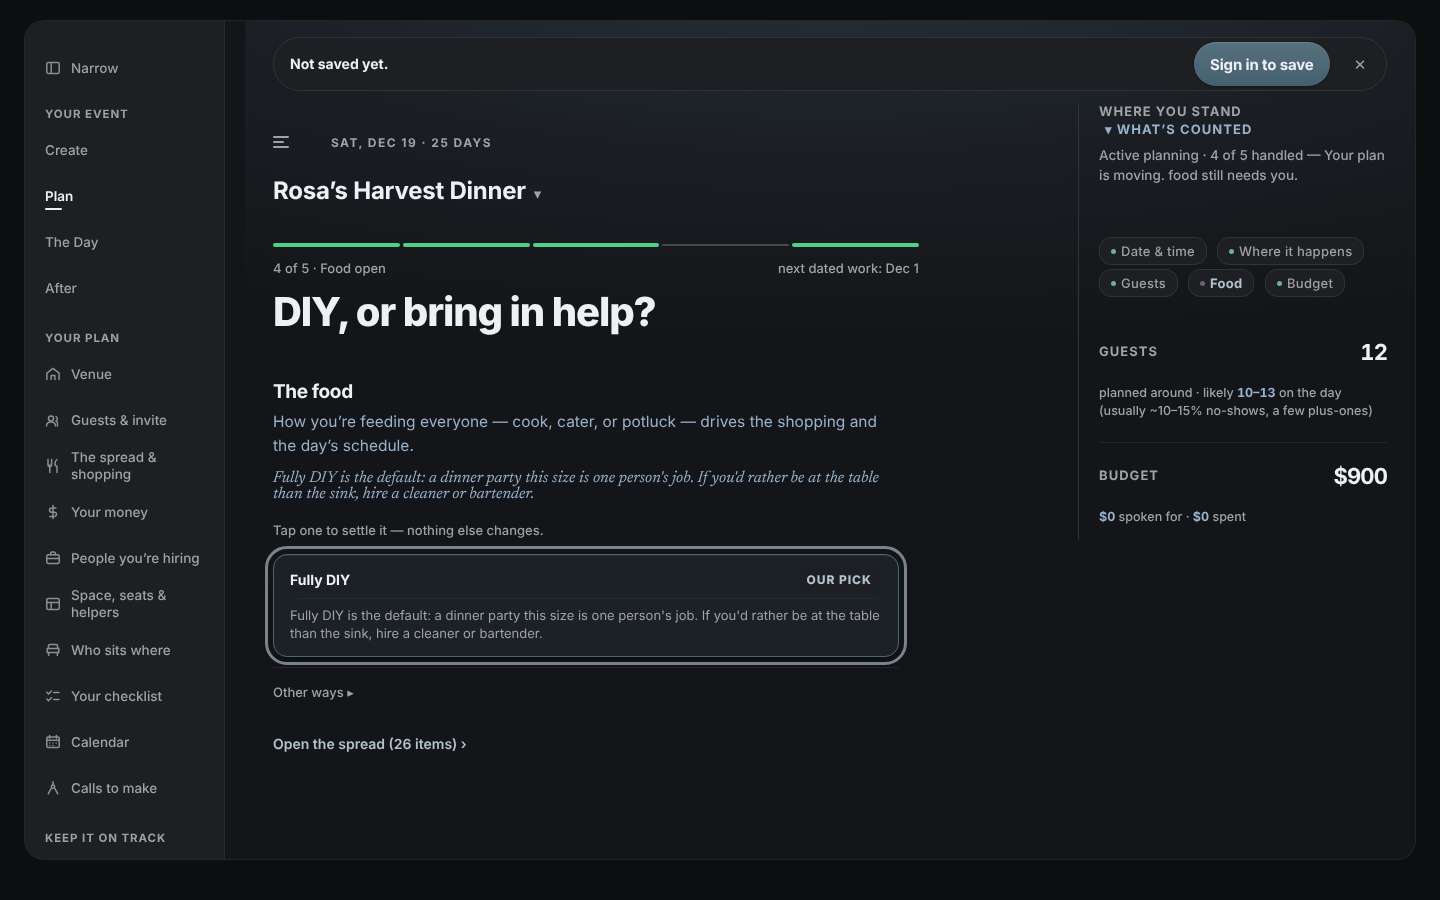 Narrow
YOUR EVENT
Create
Plan
The Day
After
YOUR PLAN
Venue
Guests & invite
The spread &
shopping
Your money
People you’re hiring
Space, seats &
helpers
Who sits where
Your checklist
Calendar
Calls to make
KEEP IT ON TRACK
Not saved yet.
Sign in to save ×
SAT, DEC 19 · 25 DAYS
Rosa’s Harvest Dinner ▾
4 of 5 · Food open
next dated work: Dec 1
DIY, or bring in help?
The food
How you’re feeding everyone — cook, cater, or potluck — drives the shopping and
the day’s schedule.
Fully DIY is the default: a dinner party this size is one person's job. If you'd rather be at the table
than the sink, hire a cleaner or bartender.
Tap one to settle it — nothing else changes.
Fully DIY
OUR PICK
Fully DIY is the default: a dinner party this size is one person's job. If you'd rather be at the table
than the sink, hire a cleaner or bartender.
Other ways ▸
Open the spread (26 items) ›
WHERE YOU STAND
▾ WHAT’S COUNTED
Active planning · 4 of 5 handled — Your plan
is moving. food still needs you.
Date & time
Where it happens
Guests
Food
Budget
GUESTS
12
planned around · likely 10–13 on the day
(usually ~10–15% no-shows, a few plus-ones)
BUDGET
$900
$0 spoken for · $0 spent